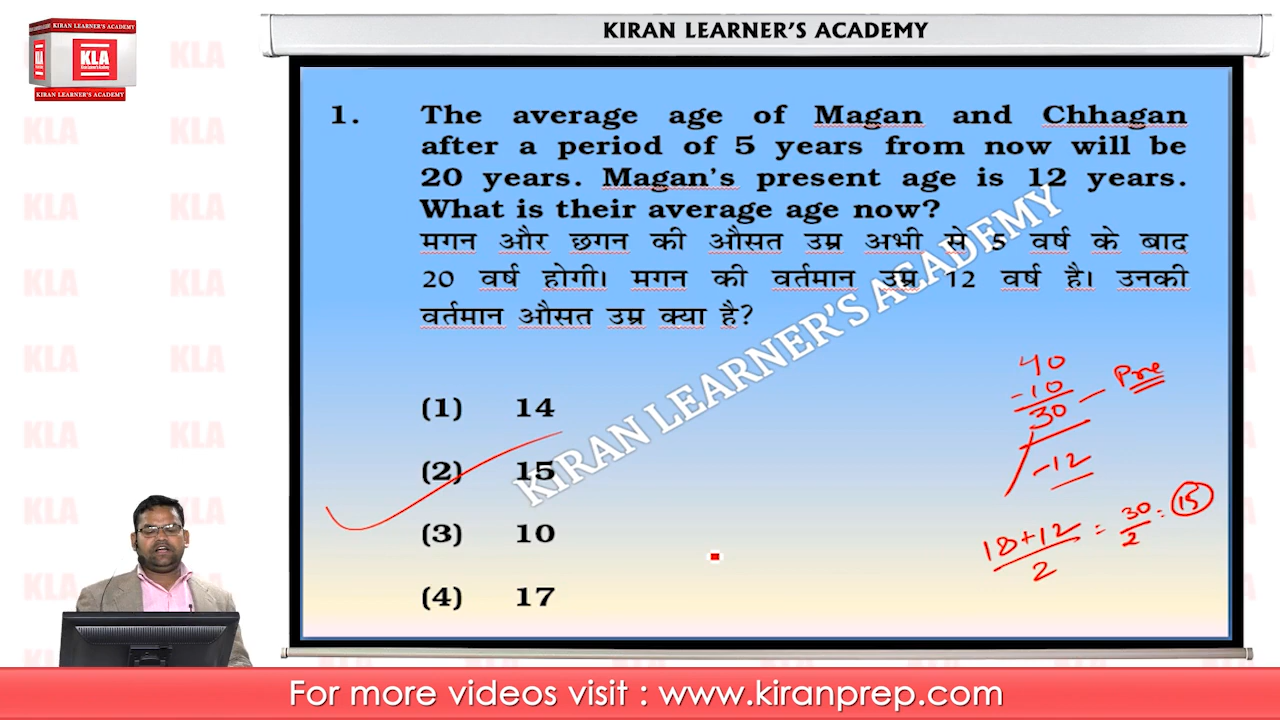 KIRAN LEARNER'S ACADEMY
KIRAN LEARNER'S ACADEMY
KLA
KIRAN LEARNER'S ACADEMY
1. The average age of Magan and Chhagan
after a period of 5 years from now will be
20 years. Magan's present age is 12 years.
What is their average age now?
मगन और छगन की औसत उम्र अभी से 5 वर्ष के बाद
20 वर्ष होगी। मगन की वर्तमान उम्र 12 वर्ष है। उनकी
वर्तमान औसत उम्र क्या है?
KIRAN LEARNER'S ACADEMY
(1) 14
(2) 15
(3) 10
(4) 17
40
-10
30 - Pre
-12
18+12/2 = 30/2 = 15
For more videos visit : www.kiranprep.com